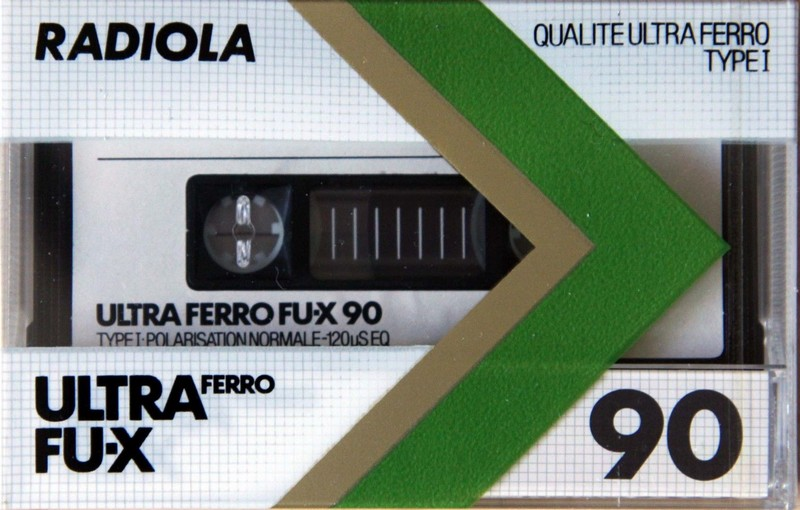 RADIOLA
QUALITE ULTRA FERRO
TYPE I
ULTRA FERRO FU-X 90
TYPE I · POLARISATION NORMALE - 120µS EQ
ULTRA FERRO
FU-X
90